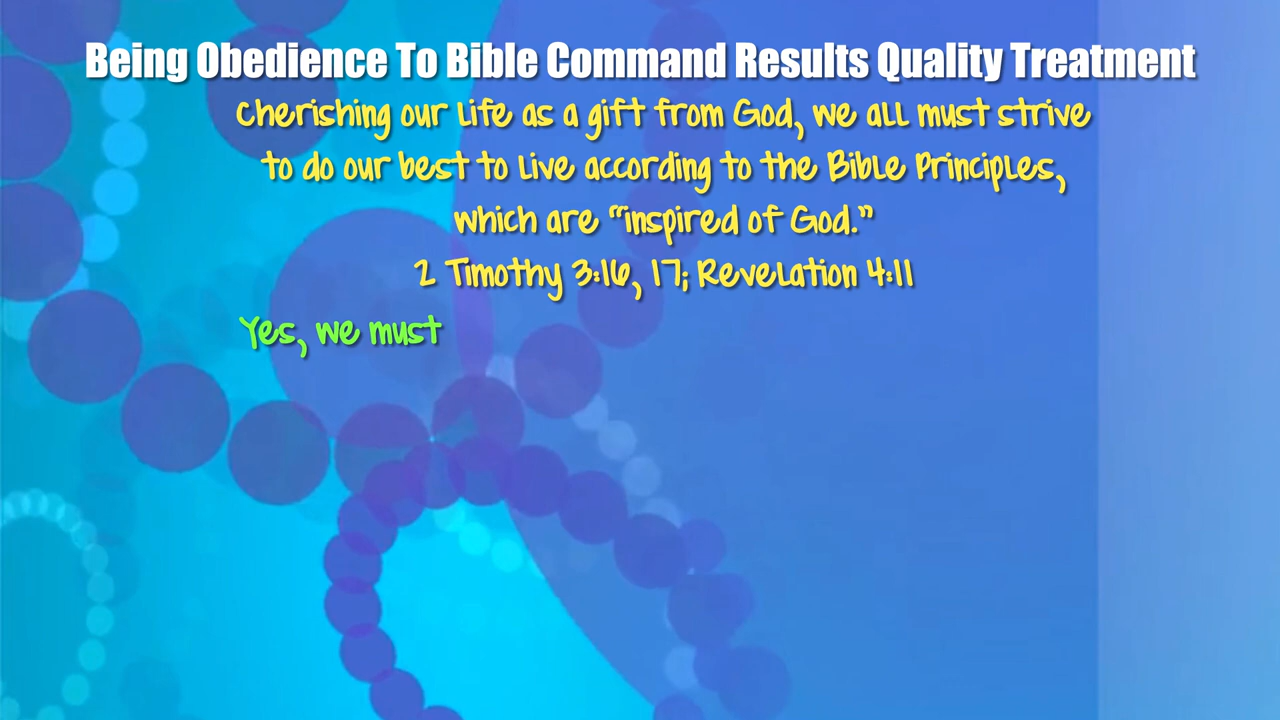 Being Obedience To Bible Command Results Quality Treatment
Cherishing our life as a gift from God, we all must strive
to do our best to live according to the Bible Principles,
which are “inspired of God.”
2 Timothy 3:16, 17; Revelation 4:11
Yes, we must